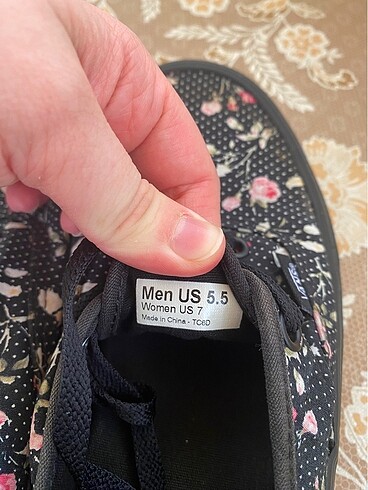 Men US 5.5
Women US 7
Made in China - TC6D